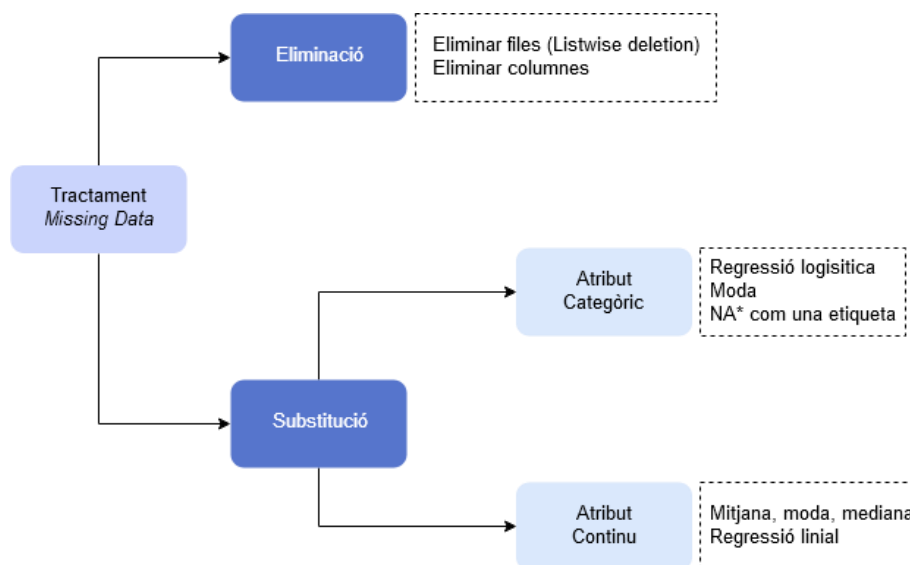 Eliminació
Eliminar files (Listwise deletion)
Eliminar columnes
Tractament
Missing Data
Atribut
Categòric
Regressió logisitica
Moda
NA* com una etiqueta
Substitució
Atribut
Continu
Mitjana, moda, mediana
Regressió linial